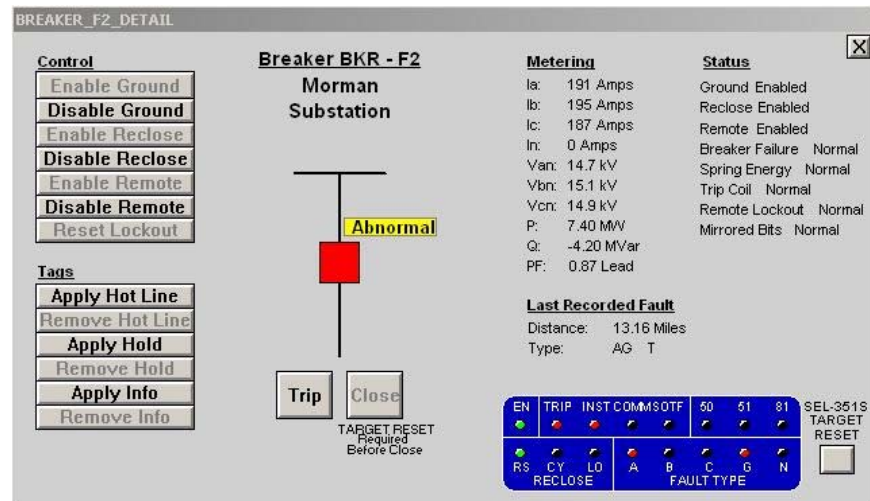 BREAKER_F2_DETAIL
Control
Enable Ground
Disable Ground
Enable Reclose
Disable Reclose
Enable Remote
Disable Remote
Reset Lockout
Tags
Apply Hot Line
Remove Hot Line
Apply Hold
Remove Hold
Apply Info
Remove Info
Breaker BKR - F2
Morman
Substation
Abnormal
Trip
Close
TARGET RESET
Required
Before Close
Metering
Ia: 191 Amps
Ib: 195 Amps
Ic: 187 Amps
In: 0 Amps
Van: 14.7 kV
Vbn: 15.1 kV
Vcn: 14.9 kV
P: 7.40 MW
Q: -4.20 MVar
PF: 0.87 Lead
Last Recorded Fault
Distance: 13.16 Miles
Type: AG T
Status
Ground Enabled
Reclose Enabled
Remote Enabled
Breaker Failure Normal
Spring Energy Normal
Trip Coil Normal
Remote Lockout Normal
Mirrored Bits Normal
EN TRIP INST COMM SOTF 50 51 81
RS CY LO A B C G N
RECLOSE FAULT TYPE
SEL-351S
TARGET
RESET